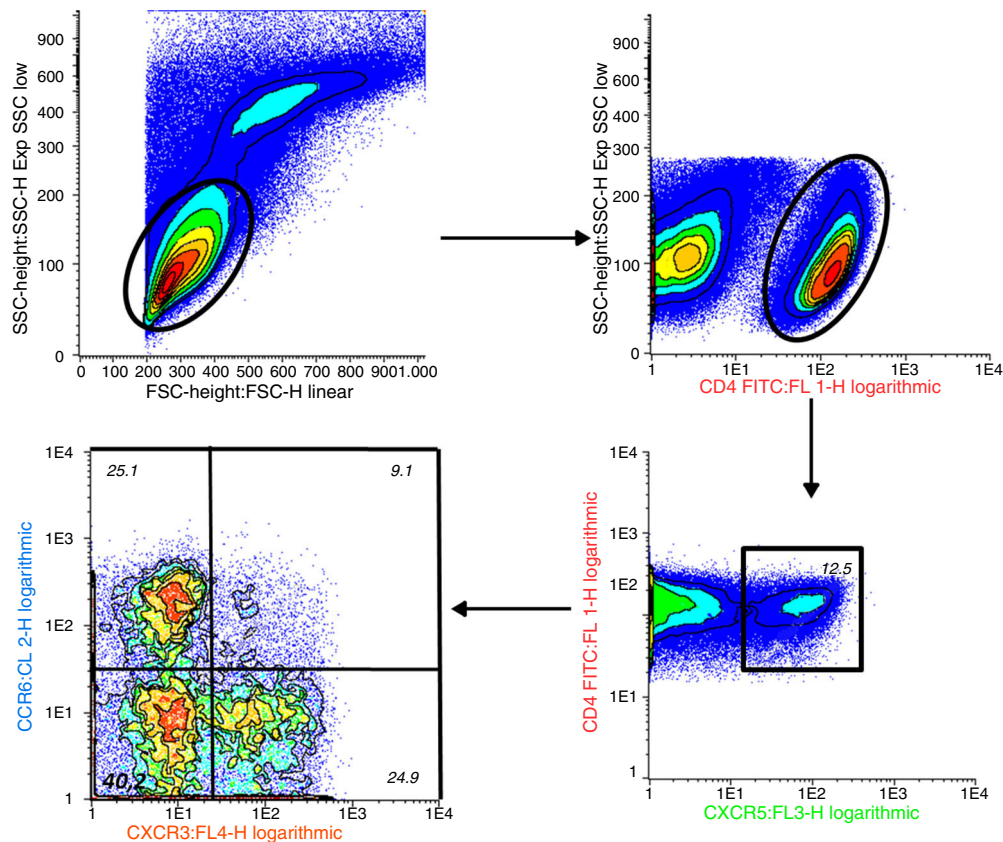 SSC-height:SSC-H Exp SSC low
900
600
400
300
200
100
0
0 100 200 300 400 500 600 700 800 9001.000
FSC-height:FSC-H linear
SSC-height:SSC-H Exp SSC low
900
600
400
300
200
100
0
1 1E1 1E2 1E3 1E4
CD4 FITC:FL 1-H logarithmic
CCR6:CL 2-H logarithmic
1E4
1E3
1E2
1E1
1
25.1 9.1
40.2 24.9
1 1E1 1E2 1E3 1E4
CXCR3:FL4-H logarithmic
CD4 FITC:FL 1-H logarithmic
1E4
1E3
1E2
1E1
1
12.5
1 1E1 1E2 1E3 1E4
CXCR5:FL3-H logarithmic